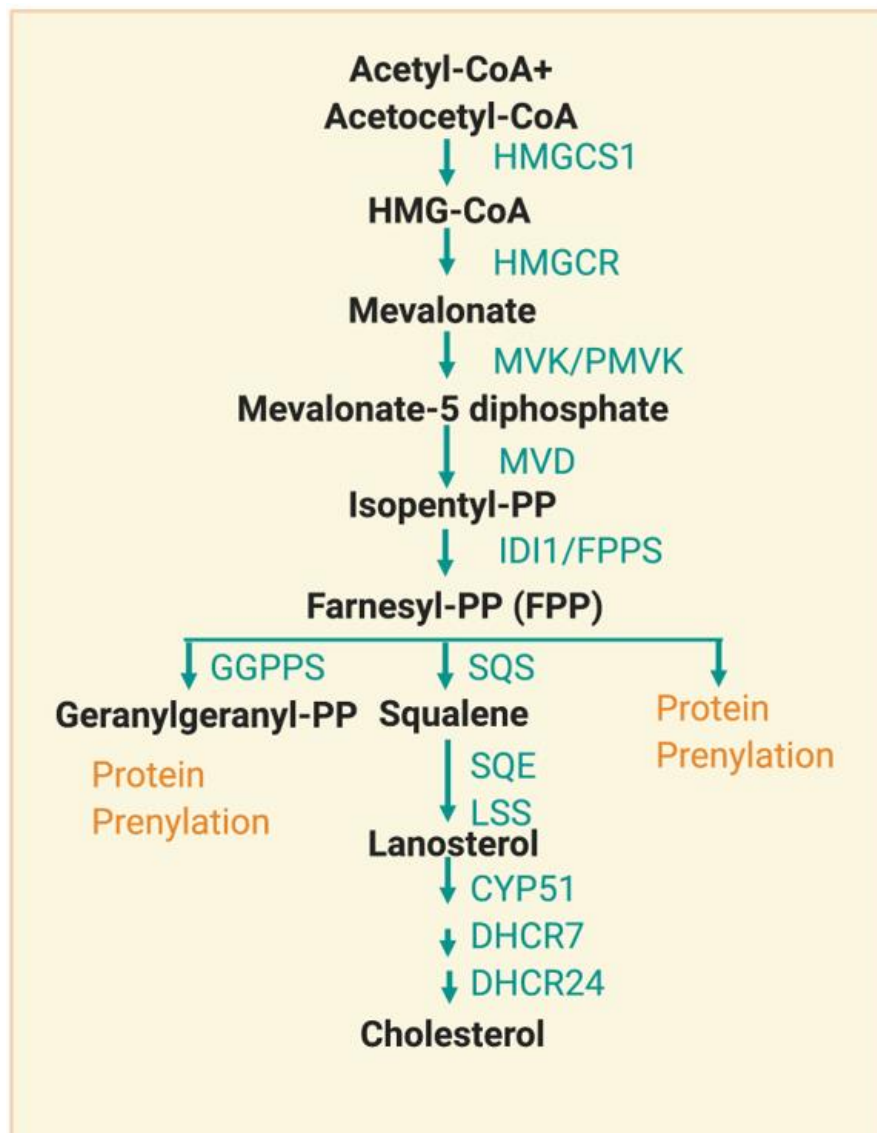 Acetyl-CoA+
Acetocetyl-CoA
HMGCS1
HMG-CoA
HMGCR
Mevalonate
MVK/PMVK
Mevalonate-5 diphosphate
MVD
Isopentyl-PP
IDI1/FPPS
Farnesyl-PP (FPP)
GGPPS
SQS
Geranylgeranyl-PP
Squalene
Protein
Prenylation
Protein
Prenylation
SQE
LSS
Lanosterol
CYP51
DHCR7
DHCR24
Cholesterol